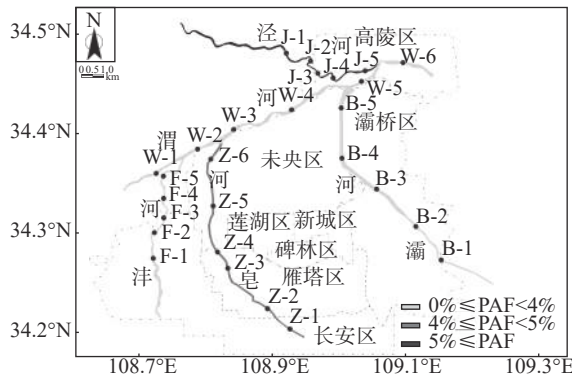 N
0 0.5 1.0
km
34.5°N
34.4°N
34.3°N
34.2°N
泾
J-1
J-2
河
高陵区
J-3
J-4
J-5
W-6
W-5
河
W-4
W-3
B-5
灞桥区
渭
W-2
W-1
Z-6
未央区
B-4
河
B-3
F-5
F-4
河
F-3
F-2
F-1
沣
河
Z-5
莲湖区
新城区
B-2
灞
B-1
Z-4
碑林区
Z-3
雁塔区
皂
Z-2
Z-1
长安区
0%≤PAF<4%
4%≤PAF<5%
5%≤PAF
108.7°E
108.9°E
109.1°E
109.3°E